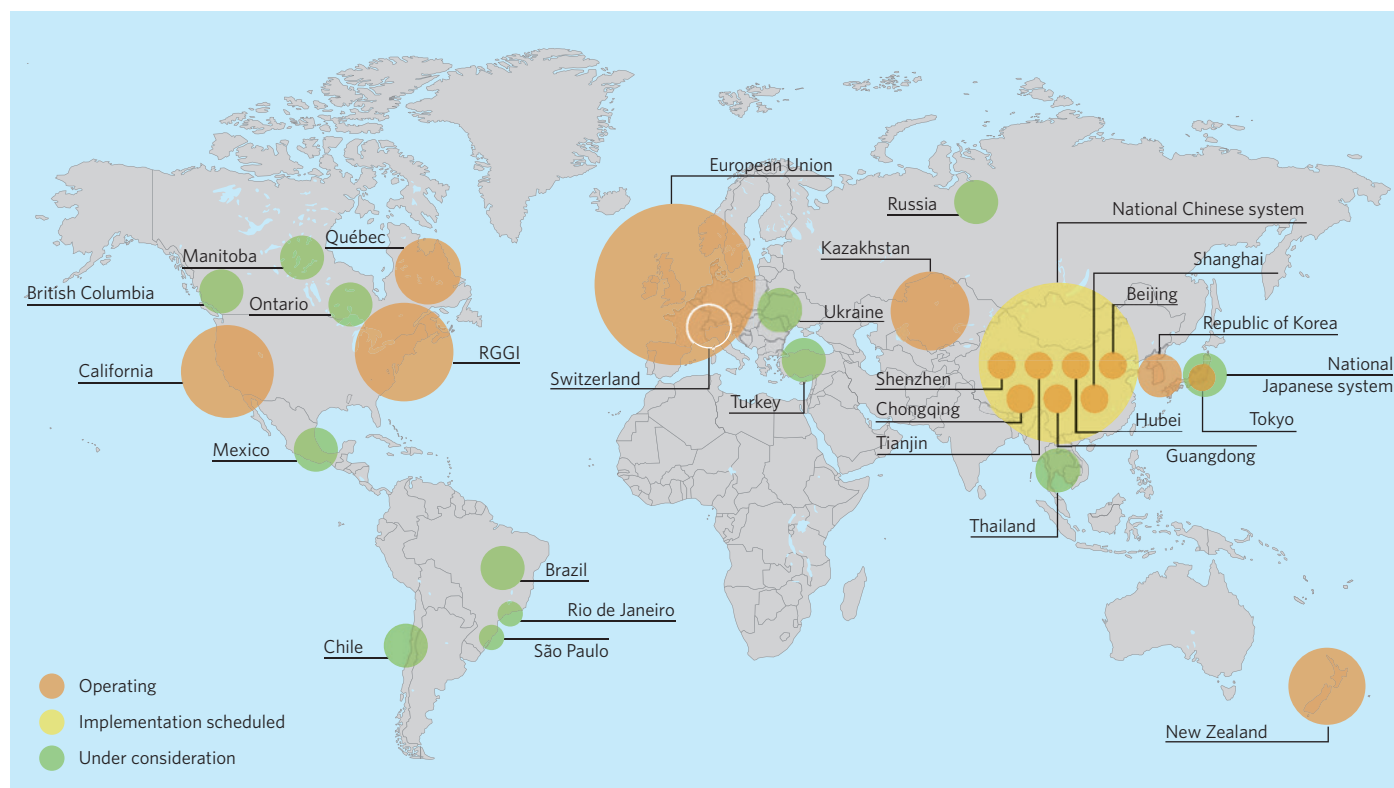 European Union
Russia
National Chinese system
Québec
Kazakhstan
Manitoba
Shanghai
British Columbia
Ontario
Beijing
Ukraine
Republic of Korea
RGGI
California
National
Japanese system
Switzerland
Shenzhen
Turkey
Chongqing
Hubei
Tokyo
Tianjin
Mexico
Guangdong
Thailand
Brazil
Rio de Janeiro
Chile
São Paulo
Operating
Implementation scheduled
New Zealand
Under consideration